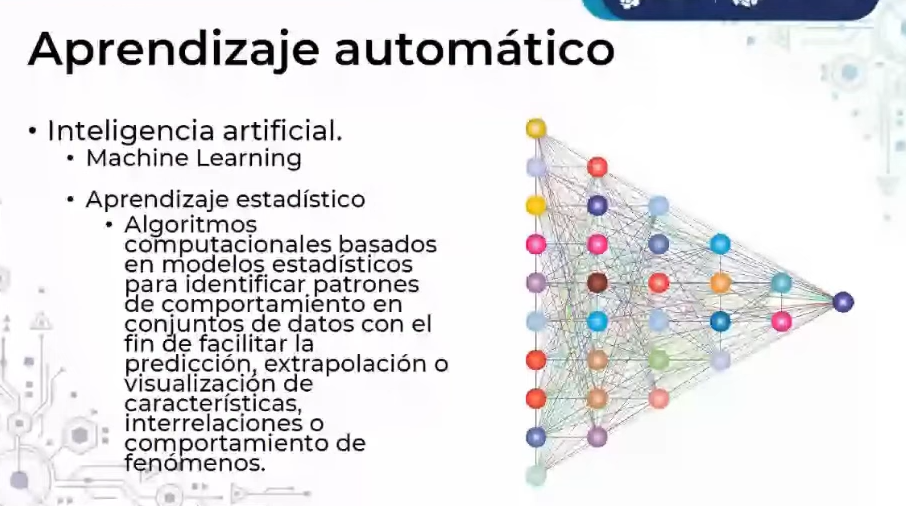 Aprendizaje automático
• Inteligencia artificial.
• Machine Learning
• Aprendizaje estadístico
• Algoritmos
computacionales basados
en modelos estadísticos
para identificar patrones
de comportamiento en
conjuntos de datos con el
fin de facilitar la
predicción, extrapolación o
visualización de
características,
interrelaciones o
comportamiento de
fenómenos.